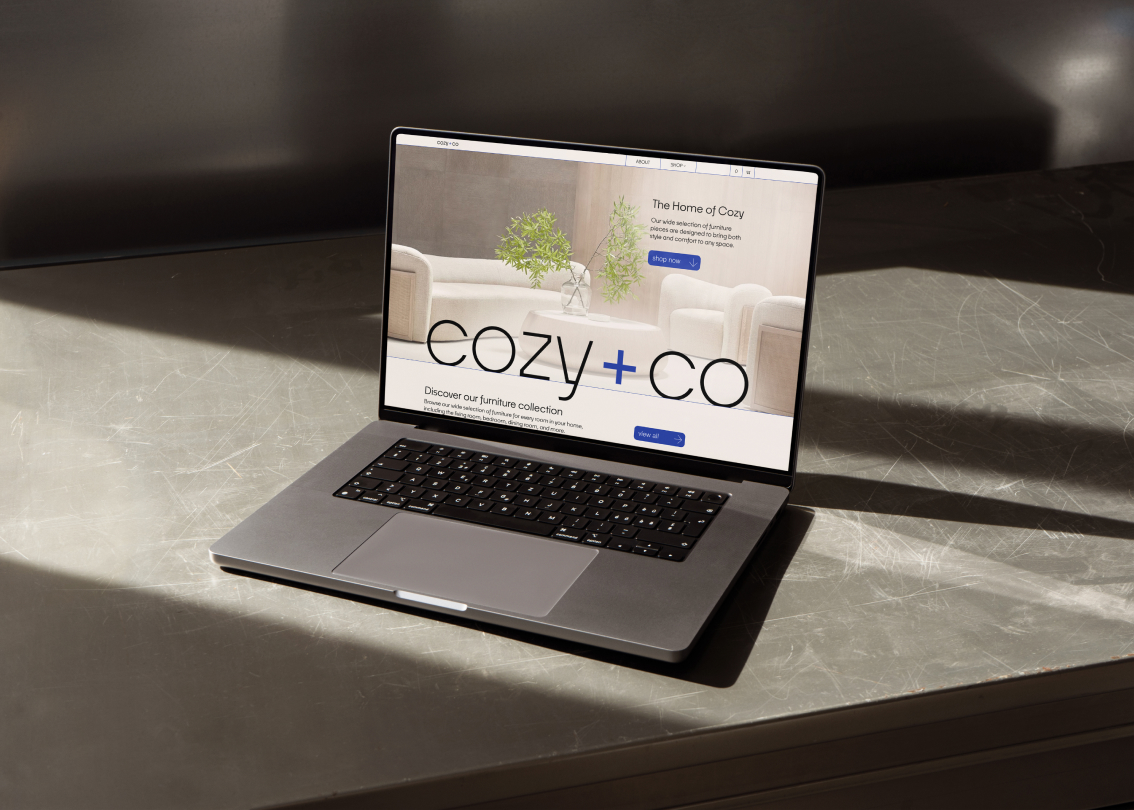 COZY+CO
ABOUT
SHOP
The Home of Cozy
Our wide selection of furniture
pieces are designed to bring both
style and comfort to any space.
shop now
cozy + co
Discover our furniture collection
Browse our wide selection of furniture for every room in your home,
including the living room, bedroom, dining room, and more.
view all
command
option